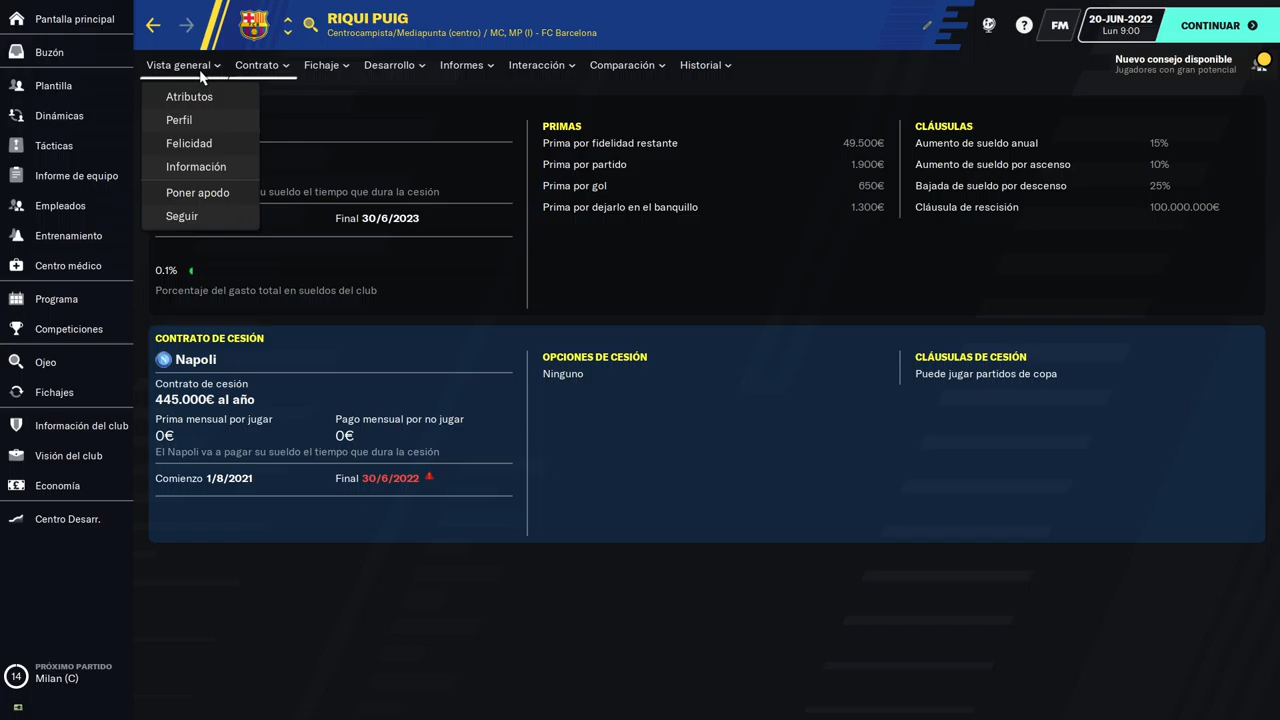 Pantalla principal
Buzón
Plantilla
Dinámicas
Tácticas
Informe de equipo
Empleados
Entrenamiento
Centro médico
Programa
Competiciones
Ojeo
Fichajes
Información del club
Visión del club
Economía
Centro Desarr.
14
PRÓXIMO PARTIDO
Milan (C)
RIQUI PUIG
Centrocampista/Mediapunta (centro) / MC, MP (I) - FC Barcelona
?
FM
20-JUN-2022
Lun 9:00
CONTINUAR
Vista general Contrato Fichaje Desarrollo Informes Interacción Comparación Historial
Nuevo consejo disponible
Jugadores con gran potencial
Atributos
Perfil
Felicidad
Información
Poner apodo
Seguir
su sueldo el tiempo que dura la cesión
Final 30/6/2023
0.1%
Porcentaje del gasto total en sueldos del club
PRIMAS
Prima por fidelidad restante 49.500€
Prima por partido 1.900€
Prima por gol 650€
Prima por dejarlo en el banquillo 1.300€
CLÁUSULAS
Aumento de sueldo anual 15%
Aumento de sueldo por ascenso 10%
Bajada de sueldo por descenso 25%
Cláusula de rescisión 100.000.000€
CONTRATO DE CESIÓN
Napoli
Contrato de cesión
445.000€ al año
Prima mensual por jugar Pago mensual por no jugar
0€ 0€
El Napoli va a pagar su sueldo el tiempo que dura la cesión
Comienzo 1/8/2021 Final 30/6/2022
OPCIONES DE CESIÓN
Ninguno
CLÁUSULAS DE CESIÓN
Puede jugar partidos de copa